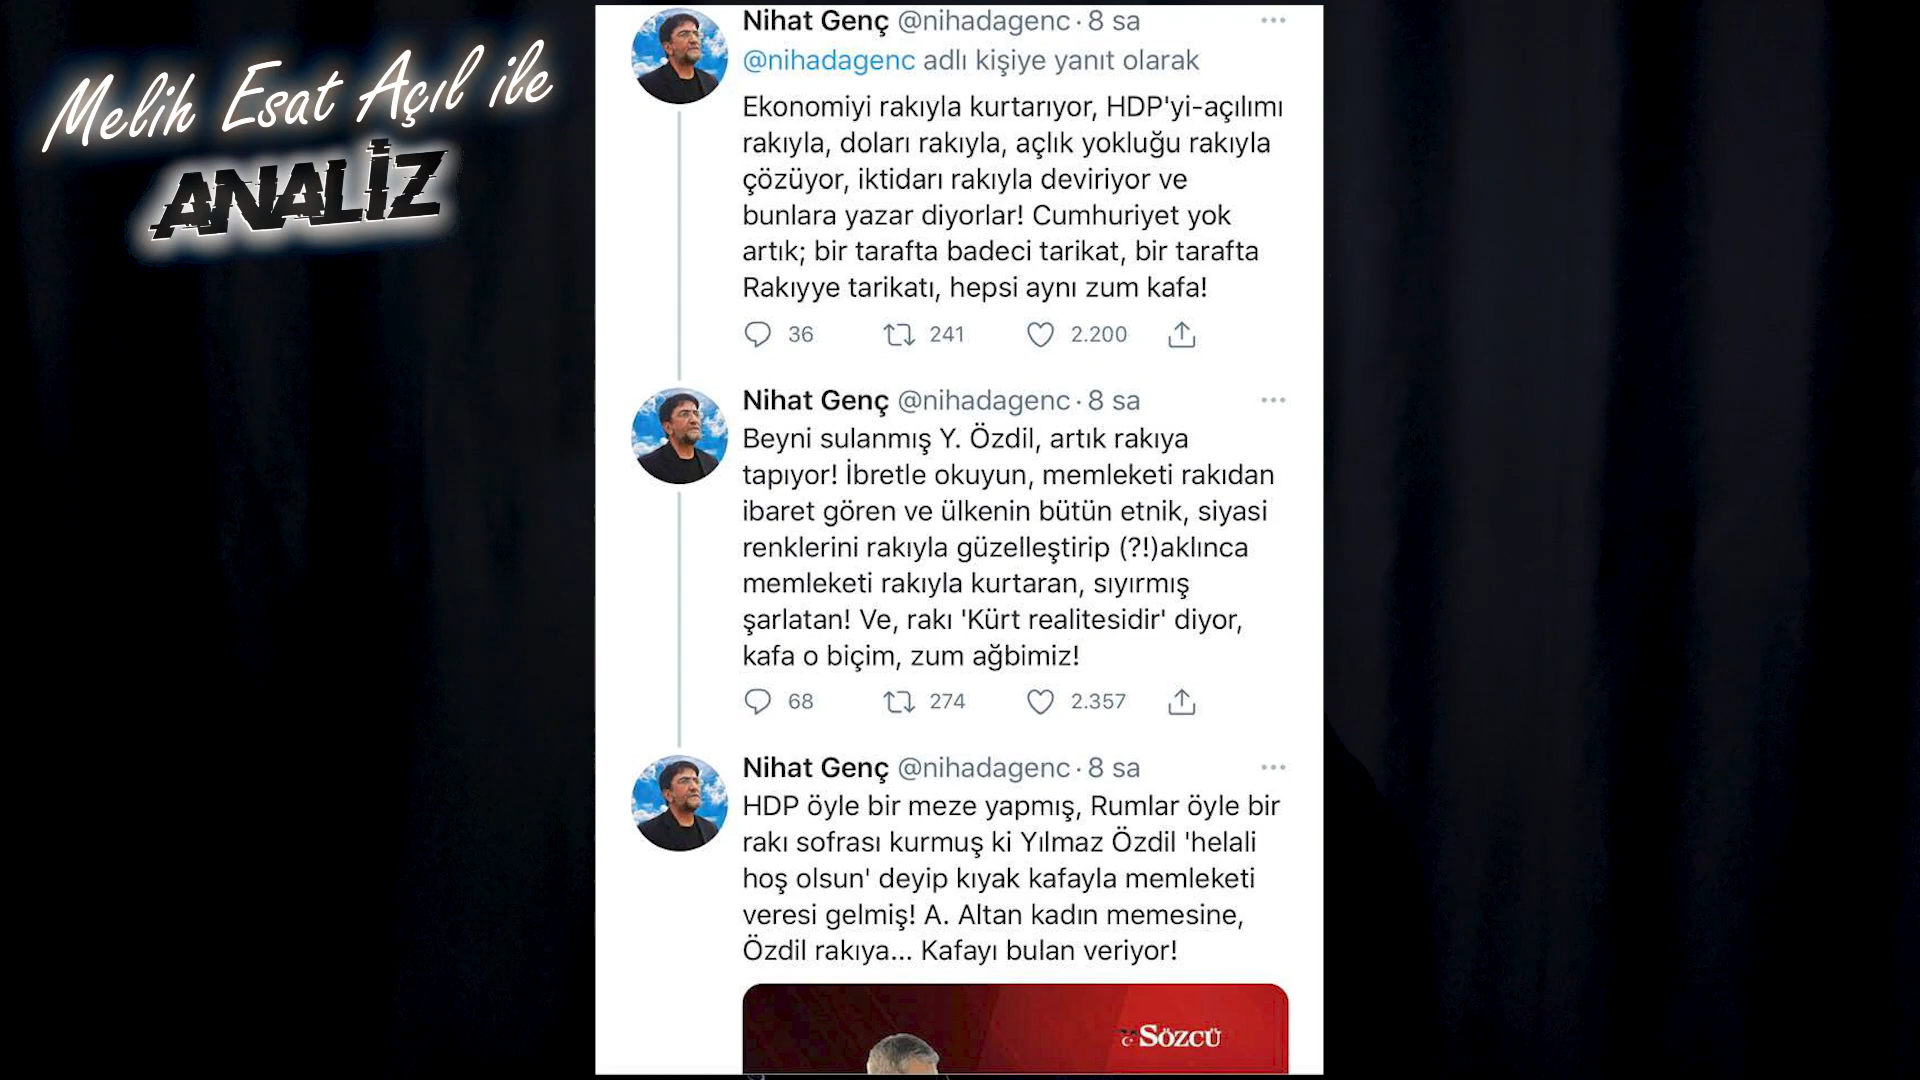 Melih Esat Açıl ile
ANALİZ
Nihat Genç @nihadagenc · 8 sa
@nihadagenc adlı kişiye yanıt olarak
Ekonomiyi rakıyla kurtarıyor, HDP'yi-açılımı
rakıyla, doları rakıyla, açlık yokluğu rakıyla
çözüyor, iktidarı rakıyla deviriyor ve
bunlara yazar diyorlar! Cumhuriyet yok
artık; bir tarafta badeci tarikat, bir tarafta
Rakıyye tarikatı, hepsi aynı zum kafa!
36 241 2.200
Nihat Genç @nihadagenc · 8 sa
Beyni sulanmış Y. Özdil, artık rakıya
tapıyor! İbretle okuyun, memleketi rakıdan
ibaret gören ve ülkenin bütün etnik, siyasi
renklerini rakıyla güzelleştirip (?!)aklınca
memleketi rakıyla kurtaran, sıyırmış
şarlatan! Ve, rakı 'Kürt realitesidir' diyor,
kafa o biçim, zum ağbimiz!
68 274 2.357
Nihat Genç @nihadagenc · 8 sa
HDP öyle bir meze yapmış, Rumlar öyle bir
rakı sofrası kurmuş ki Yılmaz Özdil 'helali
hoş olsun' deyip kıyak kafayla memleketi
veresi gelmiş! A. Altan kadın memesine,
Özdil rakıya... Kafayı bulan veriyor!
SÖZCÜ